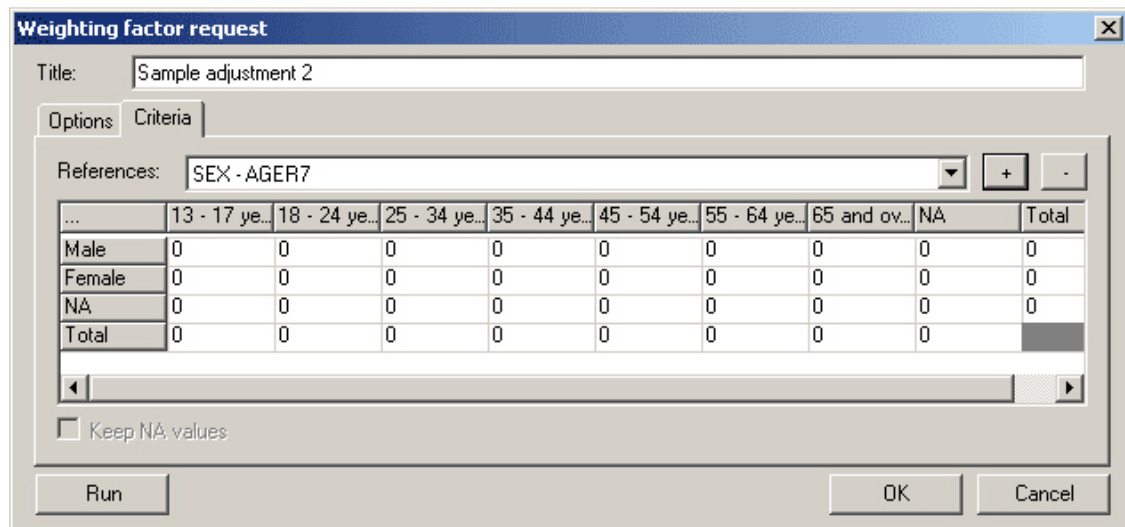 Weighting factor request
Title: Sample adjustment 2
Options Criteria
References: SEX - AGER7 + -
... 13 - 17 ye... 18 - 24 ye... 25 - 34 ye... 35 - 44 ye... 45 - 54 ye... 55 - 64 ye... 65 and ov... NA Total
Male 0 0 0 0 0 0 0 0 0
Female 0 0 0 0 0 0 0 0 0
NA 0 0 0 0 0 0 0 0 0
Total 0 0 0 0 0 0 0 0
Keep NA values
Run OK Cancel